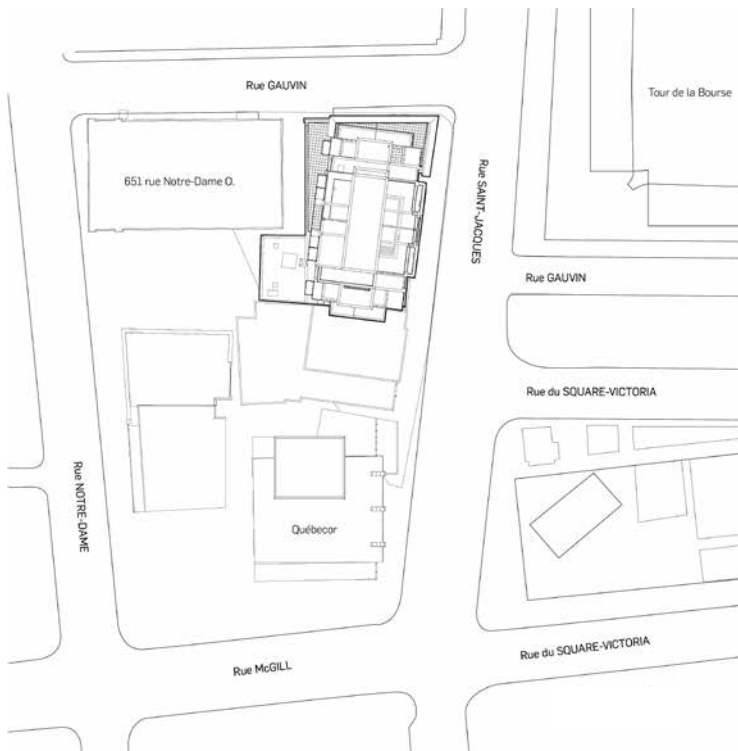 Rue GAUVIN
Tour de la Bourse
651 rue Notre-Dame O.
Rue SAINT-JACQUES
Rue GAUVIN
Rue du SQUARE-VICTORIA
Rue NOTRE-DAME
Québecor
Rue McGILL
Rue du SQUARE-VICTORIA